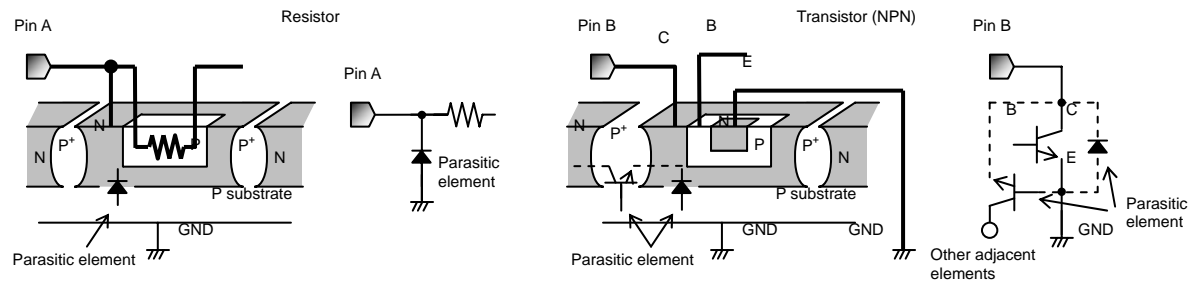 Resistor
Pin A
N
N
P+
P
P+
N
P substrate
GND
Parasitic element
Pin A
Parasitic
element
Transistor (NPN)
Pin B
C
B
E
N
P+
N
N
P
P+
N
P substrate
GND
GND
Parasitic element
Pin B
B
C
E
GND
Parasitic
element
Other adjacent
elements